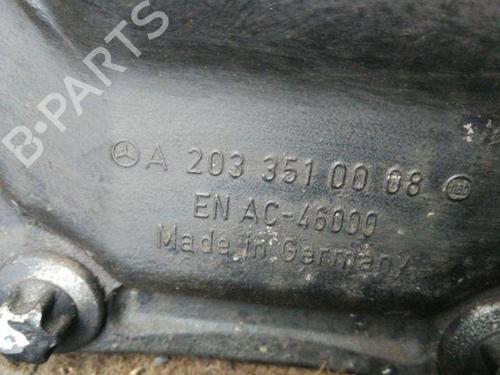 B-PARTS
A 203 351 00 08
EN AC-46000
Made in Germany